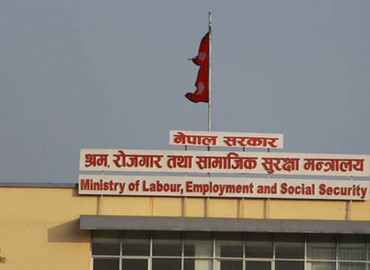 नेपाल सरकार
श्रम, रोजगार तथा सामाजिक सुरक्षा मन्त्रालय
Ministry of Labour, Employment and Social Security